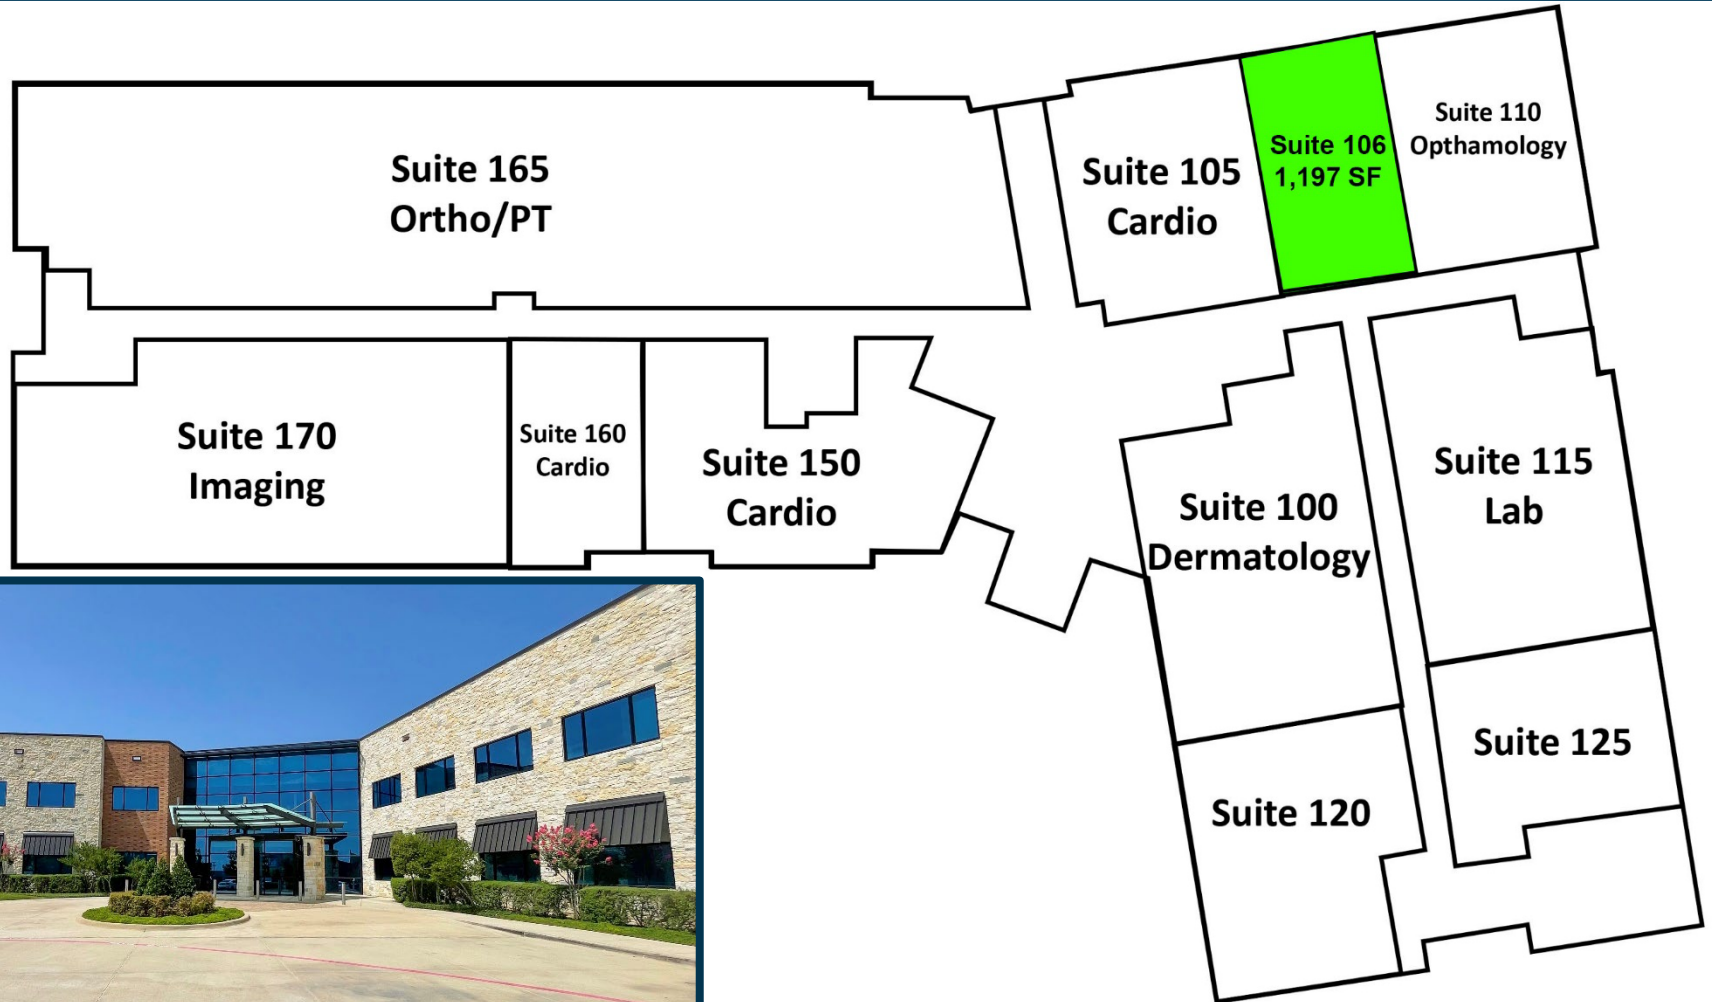 Suite 165
Ortho/PT
Suite 105
Cardio
Suite 106
1,197 SF
Suite 110
Opthamology
Suite 170
Imaging
Suite 160
Cardio
Suite 150
Cardio
Suite 100
Dermatology
Suite 115
Lab
Suite 120
Suite 125